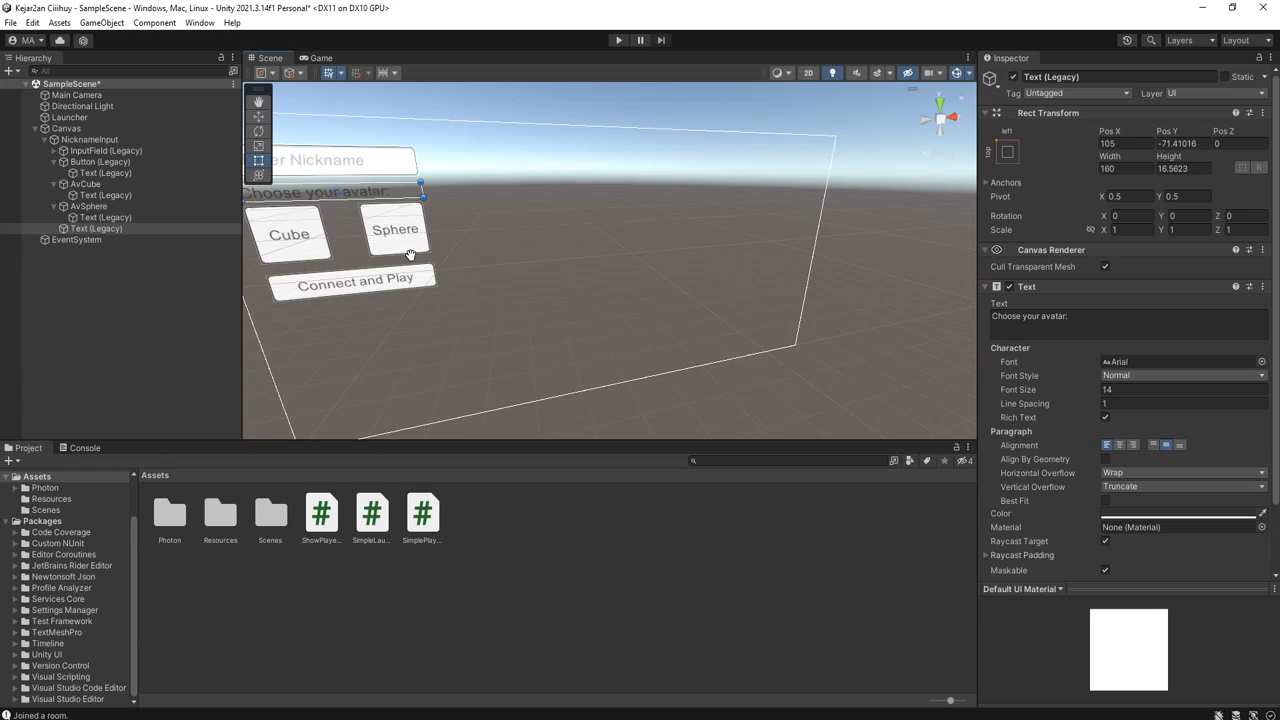 Kejar2an Ciihuy - SampleScene - Windows, Mac, Linux - Unity 2021.3.14f1 Personal* <DX11 on DX10 GPU>
File Edit Assets GameObject Component Window Help
MA
Layers Layout
Hierarchy
All
SampleScene*
Main Camera
Directional Light
Launcher
Canvas
NicknameInput
InputField (Legacy)
Button (Legacy)
Text (Legacy)
AvCube
Text (Legacy)
AvSphere
Text (Legacy)
Text (Legacy)
EventSystem
Scene Game
2D
er Nickname
Choose your avatar:
Cube Sphere
Connect and Play
y
Inspector
Text (Legacy) Static
Tag Untagged Layer UI
Rect Transform
left
top
Pos X Pos Y Pos Z
105 -71.41016 0
Width Height
160 16.5623
R
Anchors
Pivot X 0.5 Y 0.5
Rotation X 0 Y 0 Z 0
Scale X 1 Y 1 Z 1
Canvas Renderer
Cull Transparent Mesh
T Text
Text
Choose your avatar:
Character
Font Aa Arial
Font Style Normal
Font Size 14
Line Spacing 1
Rich Text
Paragraph
Alignment
Align By Geometry
Horizontal Overflow Wrap
Vertical Overflow Truncate
Best Fit
Color
Material None (Material)
Raycast Target
Raycast Padding
Maskable
Default UI Material
Project Console
4
Assets
Photon
Resources
Scenes
Packages
Code Coverage
Custom NUnit
Editor Coroutines
JetBrains Rider Editor
Newtonsoft Json
Profile Analyzer
Services Core
Settings Manager
Test Framework
TextMeshPro
Timeline
Unity UI
Version Control
Visual Scripting
Visual Studio Code Editor
Visual Studio Editor
Assets
# # #
Photon Resources Scenes ShowPlaye... SimpleLau... SimplePlay...
Joined a room.